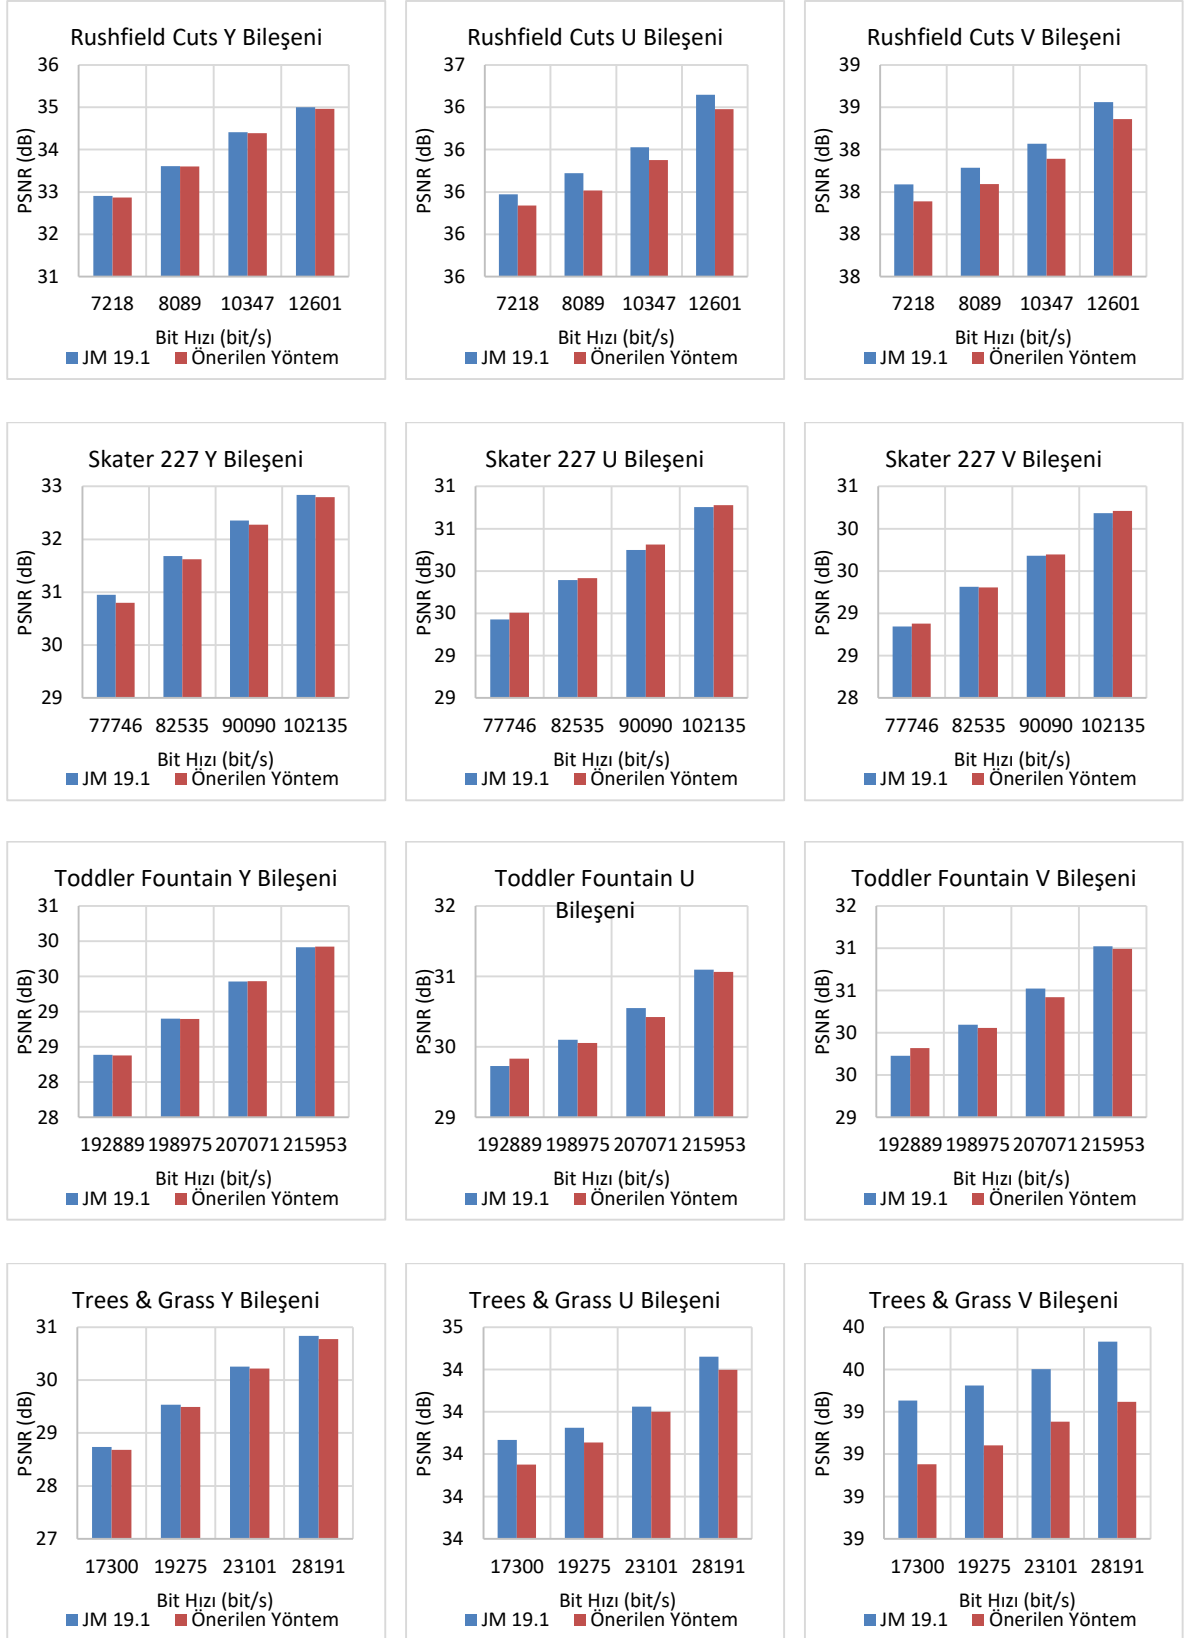 Rushfield Cuts Y Bileşeni
36
35
34
33
32
31
PSNR (dB)
7218 8089 10347 12601
Bit Hızı (bit/s)
JM 19.1 Önerilen Yöntem
Rushfield Cuts U Bileşeni
37
36
36
36
36
36
PSNR (dB)
7218 8089 10347 12601
Bit Hızı (bit/s)
JM 19.1 Önerilen Yöntem
Rushfield Cuts V Bileşeni
39
39
38
38
38
38
PSNR (dB)
7218 8089 10347 12601
Bit Hızı (bit/s)
JM 19.1 Önerilen Yöntem
Skater 227 Y Bileşeni
33
32
31
30
29
PSNR (dB)
77746 82535 90090 102135
Bit Hızı (bit/s)
JM 19.1 Önerilen Yöntem
Skater 227 U Bileşeni
31
31
30
30
29
29
PSNR (dB)
77746 82535 90090 102135
Bit Hızı (bit/s)
JM 19.1 Önerilen Yöntem
Skater 227 V Bileşeni
31
30
30
29
29
28
PSNR (dB)
77746 82535 90090 102135
Bit Hızı (bit/s)
JM 19.1 Önerilen Yöntem
Toddler Fountain Y Bileşeni
31
30
30
29
29
28
28
PSNR (dB)
192889 198975 207071 215953
Bit Hızı (bit/s)
JM 19.1 Önerilen Yöntem
Toddler Fountain U
Bileşeni
32
31
30
29
PSNR (dB)
192889 198975 207071 215953
Bit Hızı (bit/s)
JM 19.1 Önerilen Yöntem
Toddler Fountain V Bileşeni
32
31
31
30
30
29
PSNR (dB)
192889 198975 207071 215953
Bit Hızı (bit/s)
JM 19.1 Önerilen Yöntem
Trees & Grass Y Bileşeni
31
30
29
28
27
PSNR (dB)
17300 19275 23101 28191
Bit Hızı (bit/s)
JM 19.1 Önerilen Yöntem
Trees & Grass U Bileşeni
35
34
34
34
34
34
PSNR (dB)
17300 19275 23101 28191
Bit Hızı (bit/s)
JM 19.1 Önerilen Yöntem
Trees & Grass V Bileşeni
40
40
39
39
39
39
PSNR (dB)
17300 19275 23101 28191
Bit Hızı (bit/s)
JM 19.1 Önerilen Yöntem